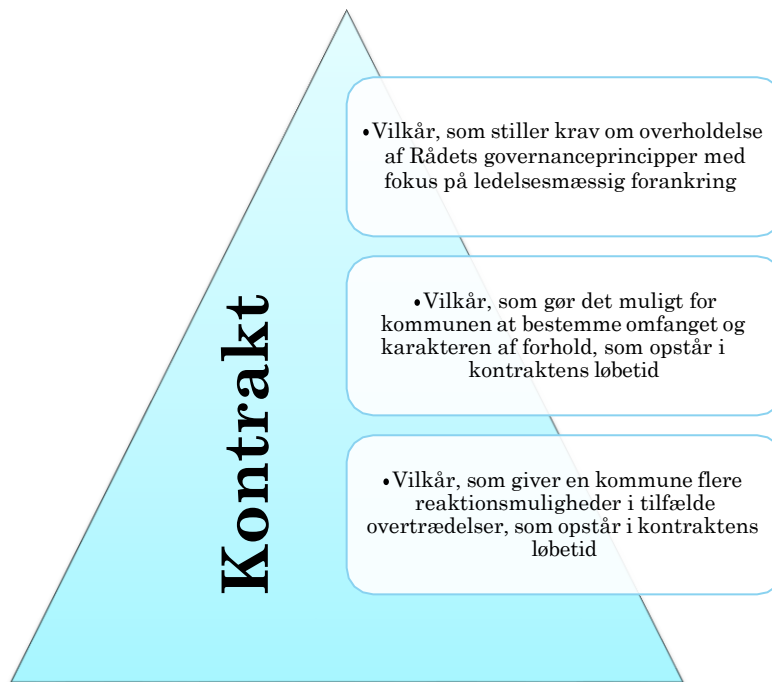 •Vilkår, som stiller krav om overholdelse
af Rådets governanceprincipper med
fokus på ledelsesmæssig forankring
•Vilkår, som gør det muligt for
kommunen at bestemme omfanget og
karakteren af forhold, som opstår i
kontraktens løbetid
•Vilkår, som giver en kommune flere
reaktionsmuligheder i tilfælde
overtrædelser, som opstår i kontraktens
løbetid
Kontrakt